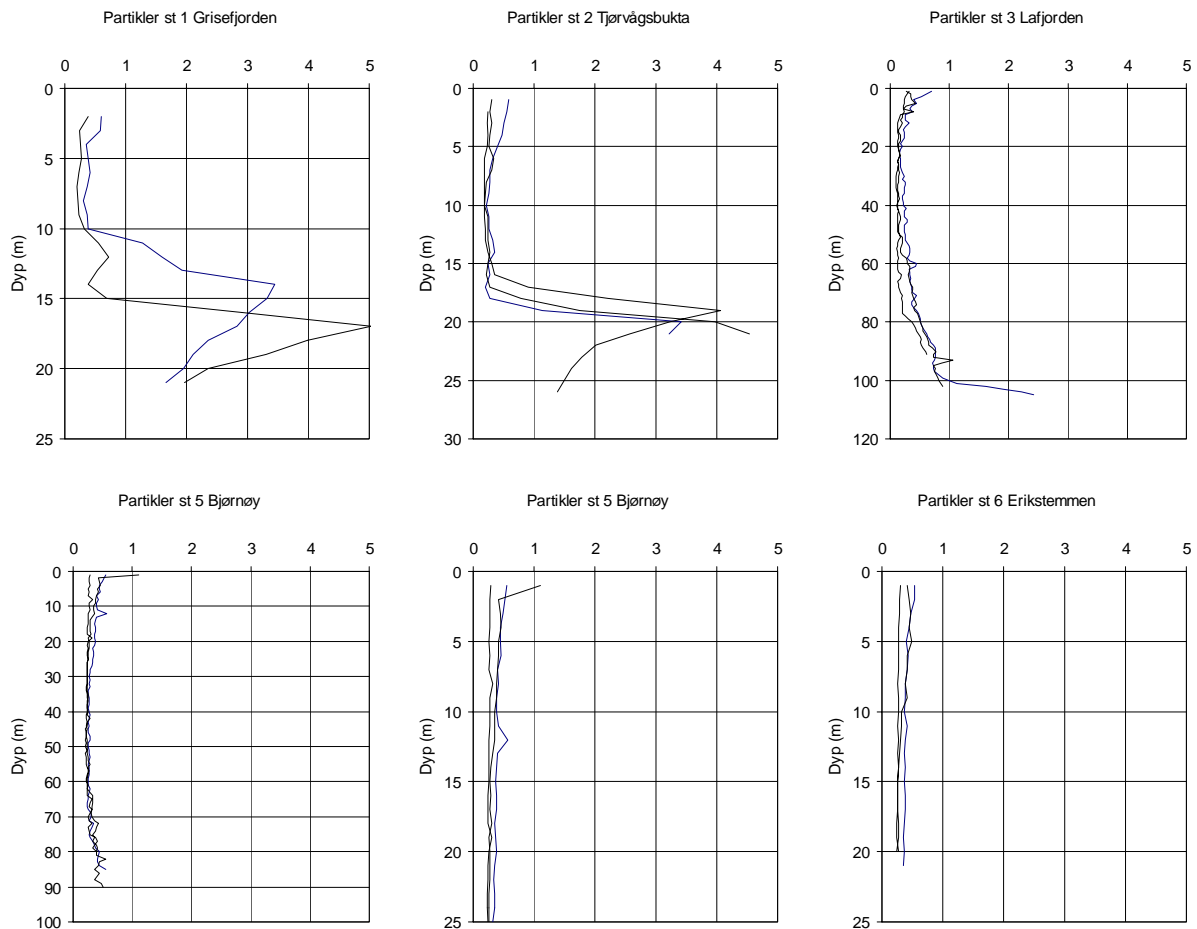 Partikler st 1 Grisefjorden
0 1 2 3 4 5
0
5
10
15
20
25
Dyp (m)
Partikler st 2 Tjørvågsbukta
0 1 2 3 4 5
0
5
10
15
20
25
30
Dyp (m)
Partikler st 3 Lafjorden
0 1 2 3 4 5
0
20
40
60
80
100
120
Dyp (m)
Partikler st 5 Bjørnøy
0 1 2 3 4 5
0
10
20
30
40
50
60
70
80
90
100
Dyp (m)
Partikler st 5 Bjørnøy
0 1 2 3 4 5
0
5
10
15
20
25
Dyp (m)
Partikler st 6 Erikstemmen
0 1 2 3 4 5
0
5
10
15
20
25
Dyp (m)